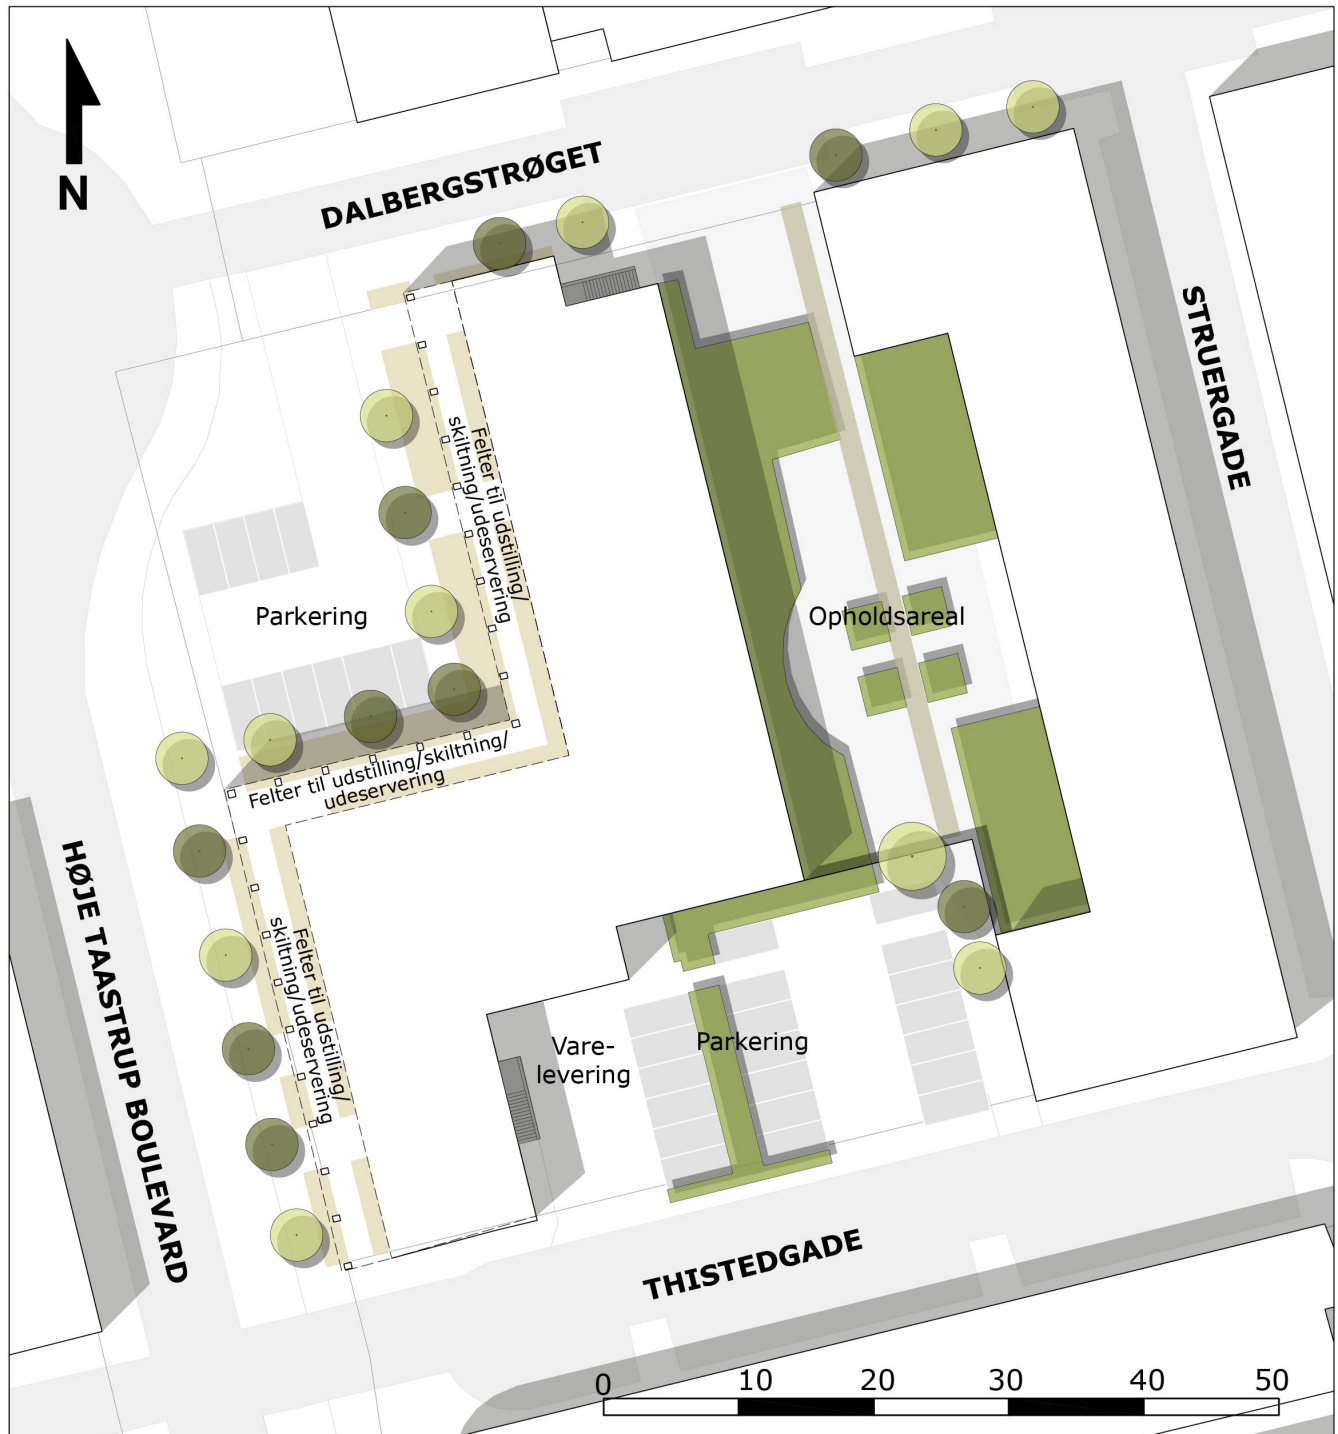 N
DALBERGSTRØGET
STRUERGADE
Felter til udstilling/
skiltning/udeservering
Parkering
Opholdsareal
Felter til udstilling/skiltning/
udeservering
HØJE TAASTRUP BOULEVARD
Felter til udstilling/
skiltning/udeservering
Vare-
levering
Parkering
THISTEDGADE
0 10 20 30 40 50